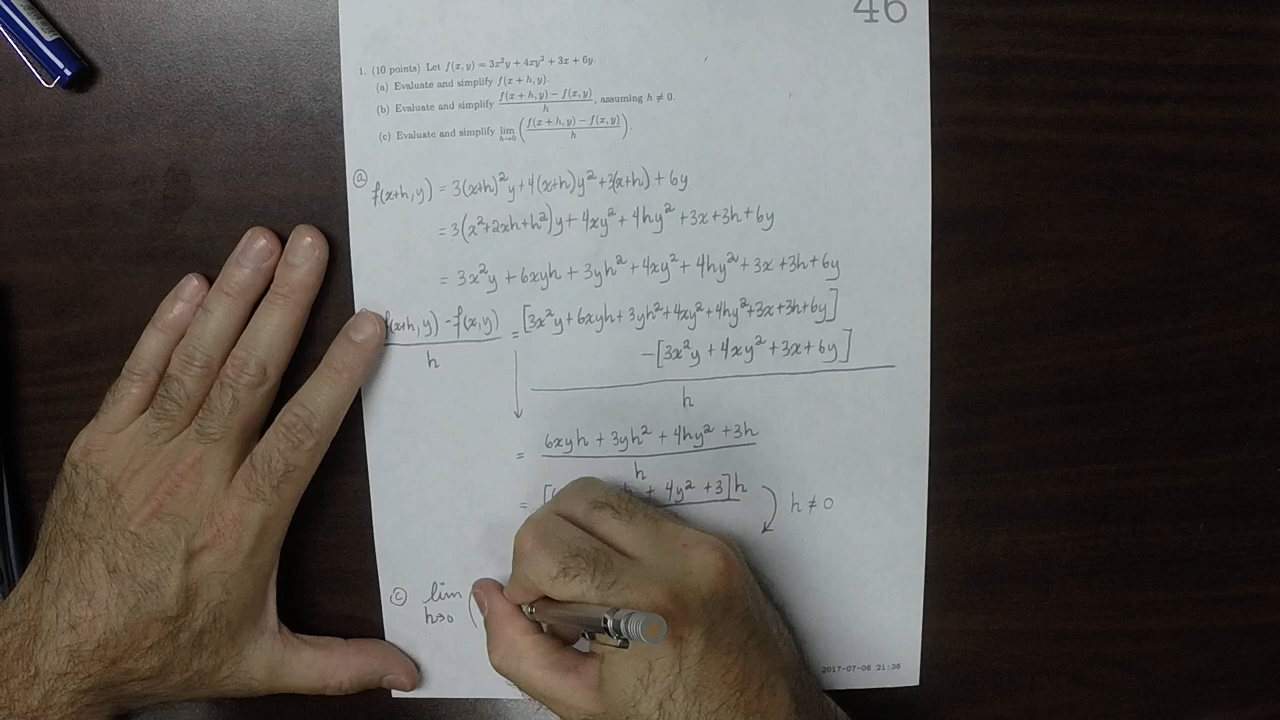 46
1. (10 points) Let f(x, y) = 3x²y + 4xy² + 3x + 6y.
(a) Evaluate and simplify f(x + h, y).
(b) Evaluate and simplify (f(x + h, y) − f(x, y))/h, assuming h ≠ 0.
(c) Evaluate and simplify lim h→0 ((f(x + h, y) − f(x, y))/h).
ⓐ f(x+h, y) = 3(x+h)²y + 4(x+h)y² + 3(x+h) + 6y
= 3(x²+2xh+h²)y + 4xy² + 4hy² + 3x + 3h + 6y
= 3x²y + 6xyh + 3yh² + 4xy² + 4hy² + 3x + 3h + 6y
(x+h, y) − f(x, y) = [3x²y + 6xyh + 3yh² + 4xy² + 4hy² + 3x + 3h + 6y]
− [3x²y + 4xy² + 3x + 6y]
h h
= 6xyh + 3yh² + 4hy² + 3h
h
= [ h + 4y² + 3]h h ≠ 0
ⓒ lim (
h→0
2017-07-06 21:36